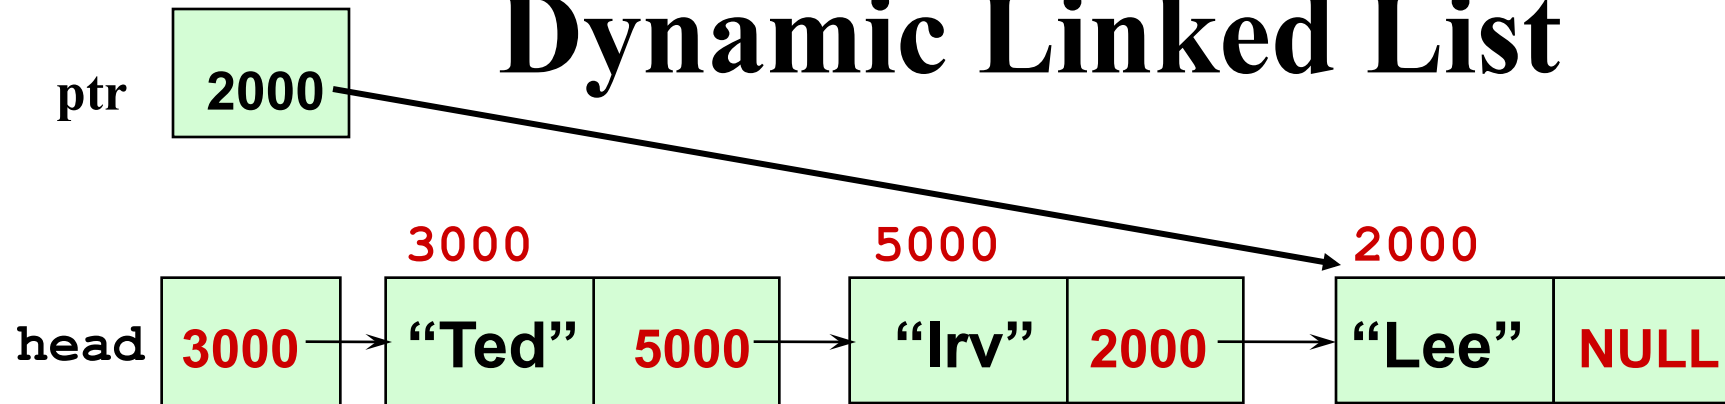 Dynamic Linked List
ptr 2000
3000 5000 2000
head 3000 “Ted” 5000 “Irv” 2000 “Lee” NULL